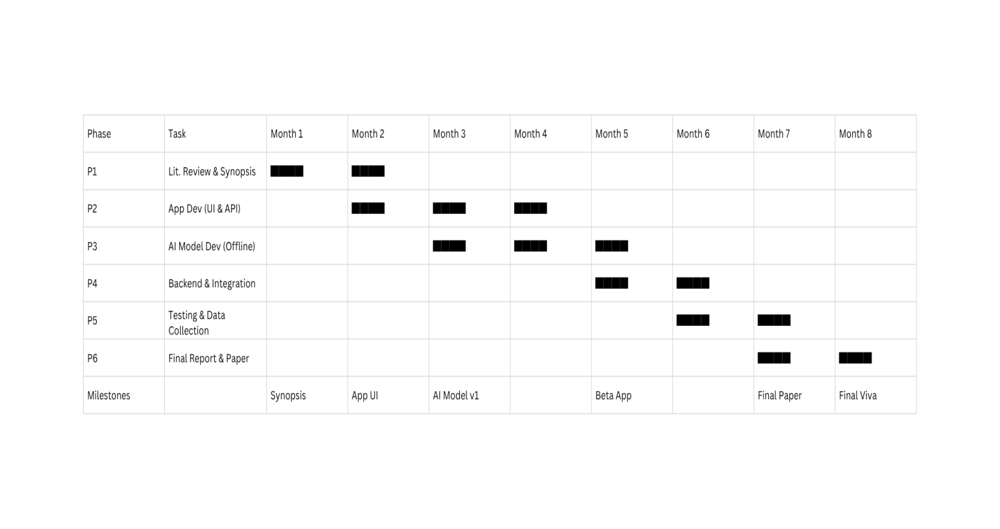 Phase Task Month 1 Month 2 Month 3 Month 4 Month 5 Month 6 Month 7 Month 8
P1 Lit. Review & Synopsis ████ ████
P2 App Dev (UI & API) ████ ████ ████
P3 AI Model Dev (Offline) ████ ████ ████
P4 Backend & Integration ████ ████
P5 Testing & Data
Collection ████ ████
P6 Final Report & Paper ████ ████
Milestones Synopsis App UI AI Model v1 Beta App Final Paper Final Viva